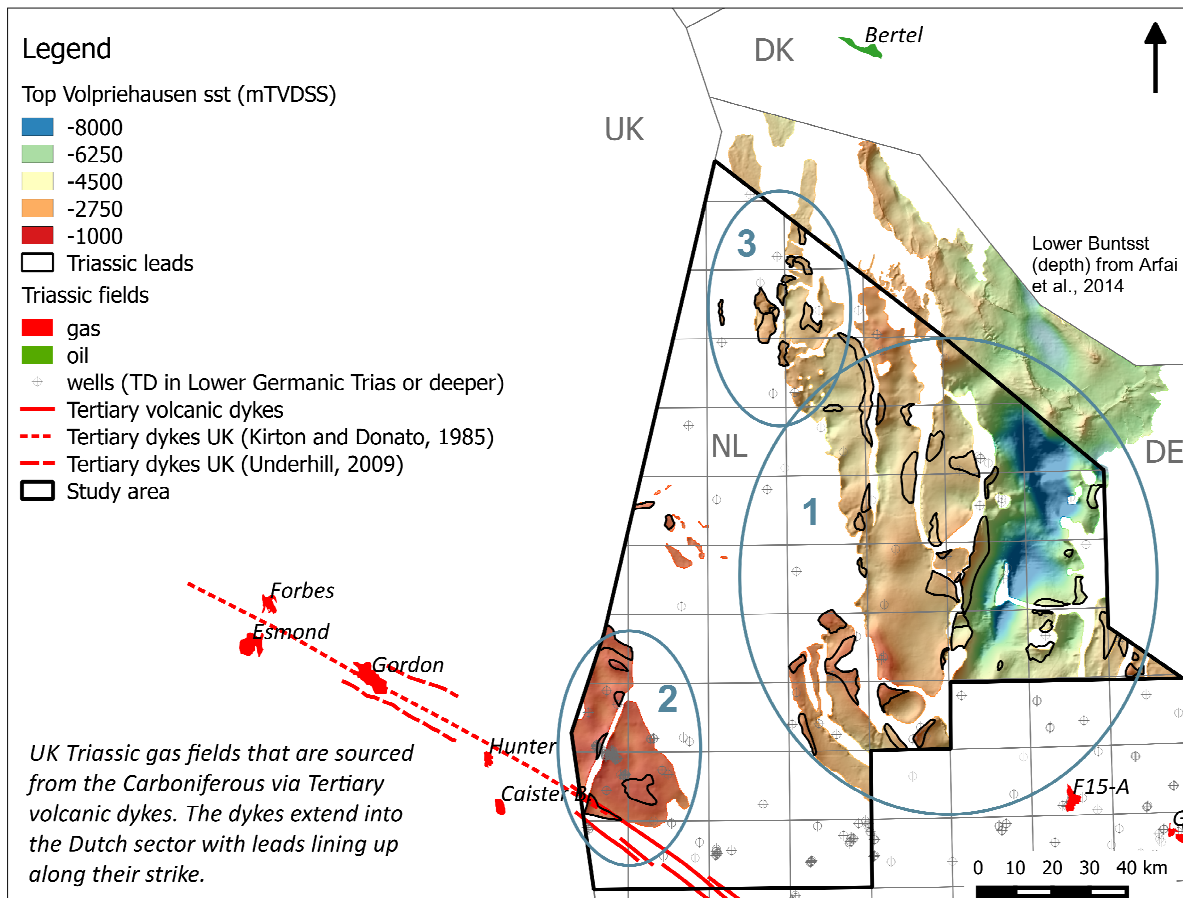 Legend
Top Volpriehausen sst (mTVDSS)
-8000
-6250
-4500
-2750
-1000
Triassic leads
Triassic fields
gas
oil
wells (TD in Lower Germanic Trias or deeper)
Tertiary volcanic dykes
Tertiary dykes UK (Kirton and Donato, 1985)
Tertiary dykes UK (Underhill, 2009)
Study area
Bertel
DK
UK
3
Lower Buntsst
(depth) from Arfai
et al., 2014
NL
DE
1
Forbes
Esmond
Gordon
2
Hunter
Caister B
F15-A
G
UK Triassic gas fields that are sourced
from the Carboniferous via Tertiary
volcanic dykes. The dykes extend into
the Dutch sector with leads lining up
along their strike.
0 10 20 30 40 km